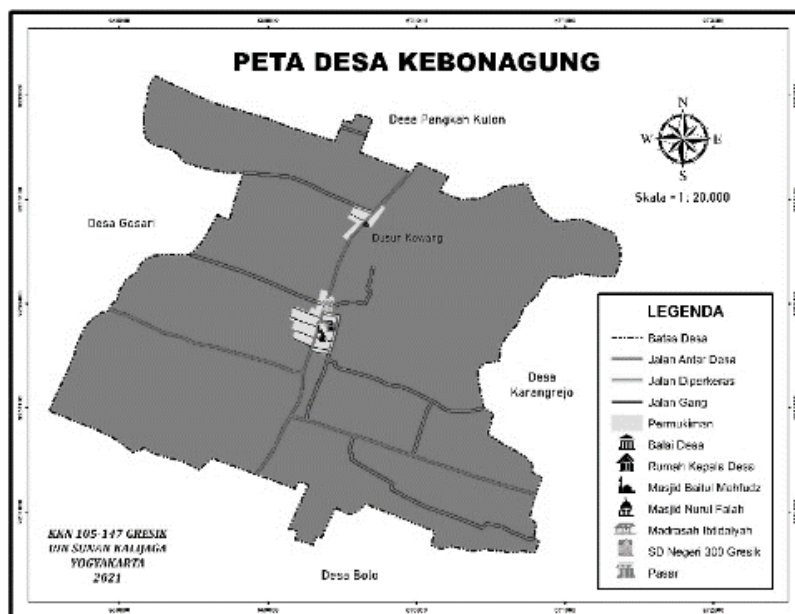 PETA DESA KEBONAGUNG
Desa Pangkah Kulon
N
W E
S
Skala = 1 : 20.000
Desa Gosari
Dusun Kowang
Desa
Karangrejo
Desa Bolo
KKN 105-147 GRESIK
UIN SUNAN KALIJAGA
YOGYAKARTA
2021
LEGENDA
Batas Desa
Jalan Antar Desa
Jalan Diperkeras
Jalan Gang
Permukiman
Balai Desa
Rumah Kepala Desa
Masjid Baitul Mahfudz
Masjid Nurul Falah
Madrasah Ibtidaiyah
SD Negeri 300 Gresik
Pasar